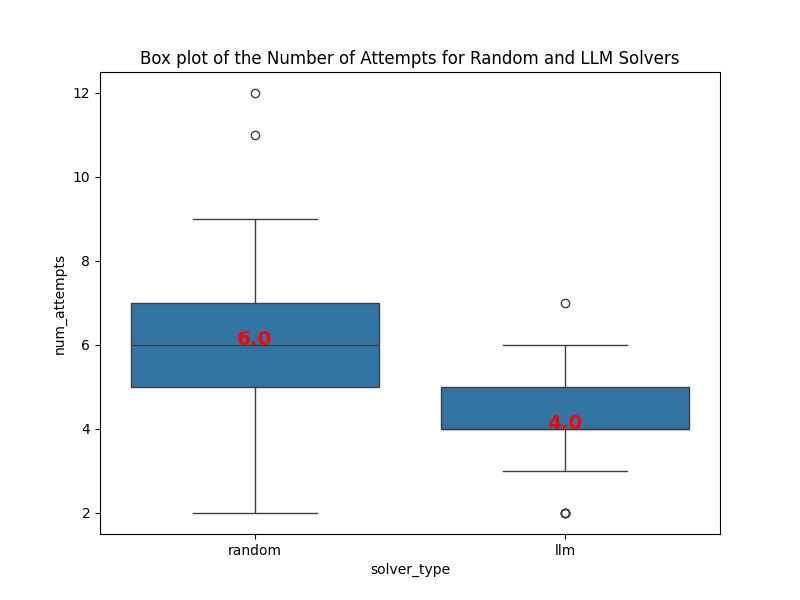 Box plot of the Number of Attempts for Random and LLM Solvers
12
10
8
6
4
2
num_attempts
6.0
4.0
random
llm
solver_type